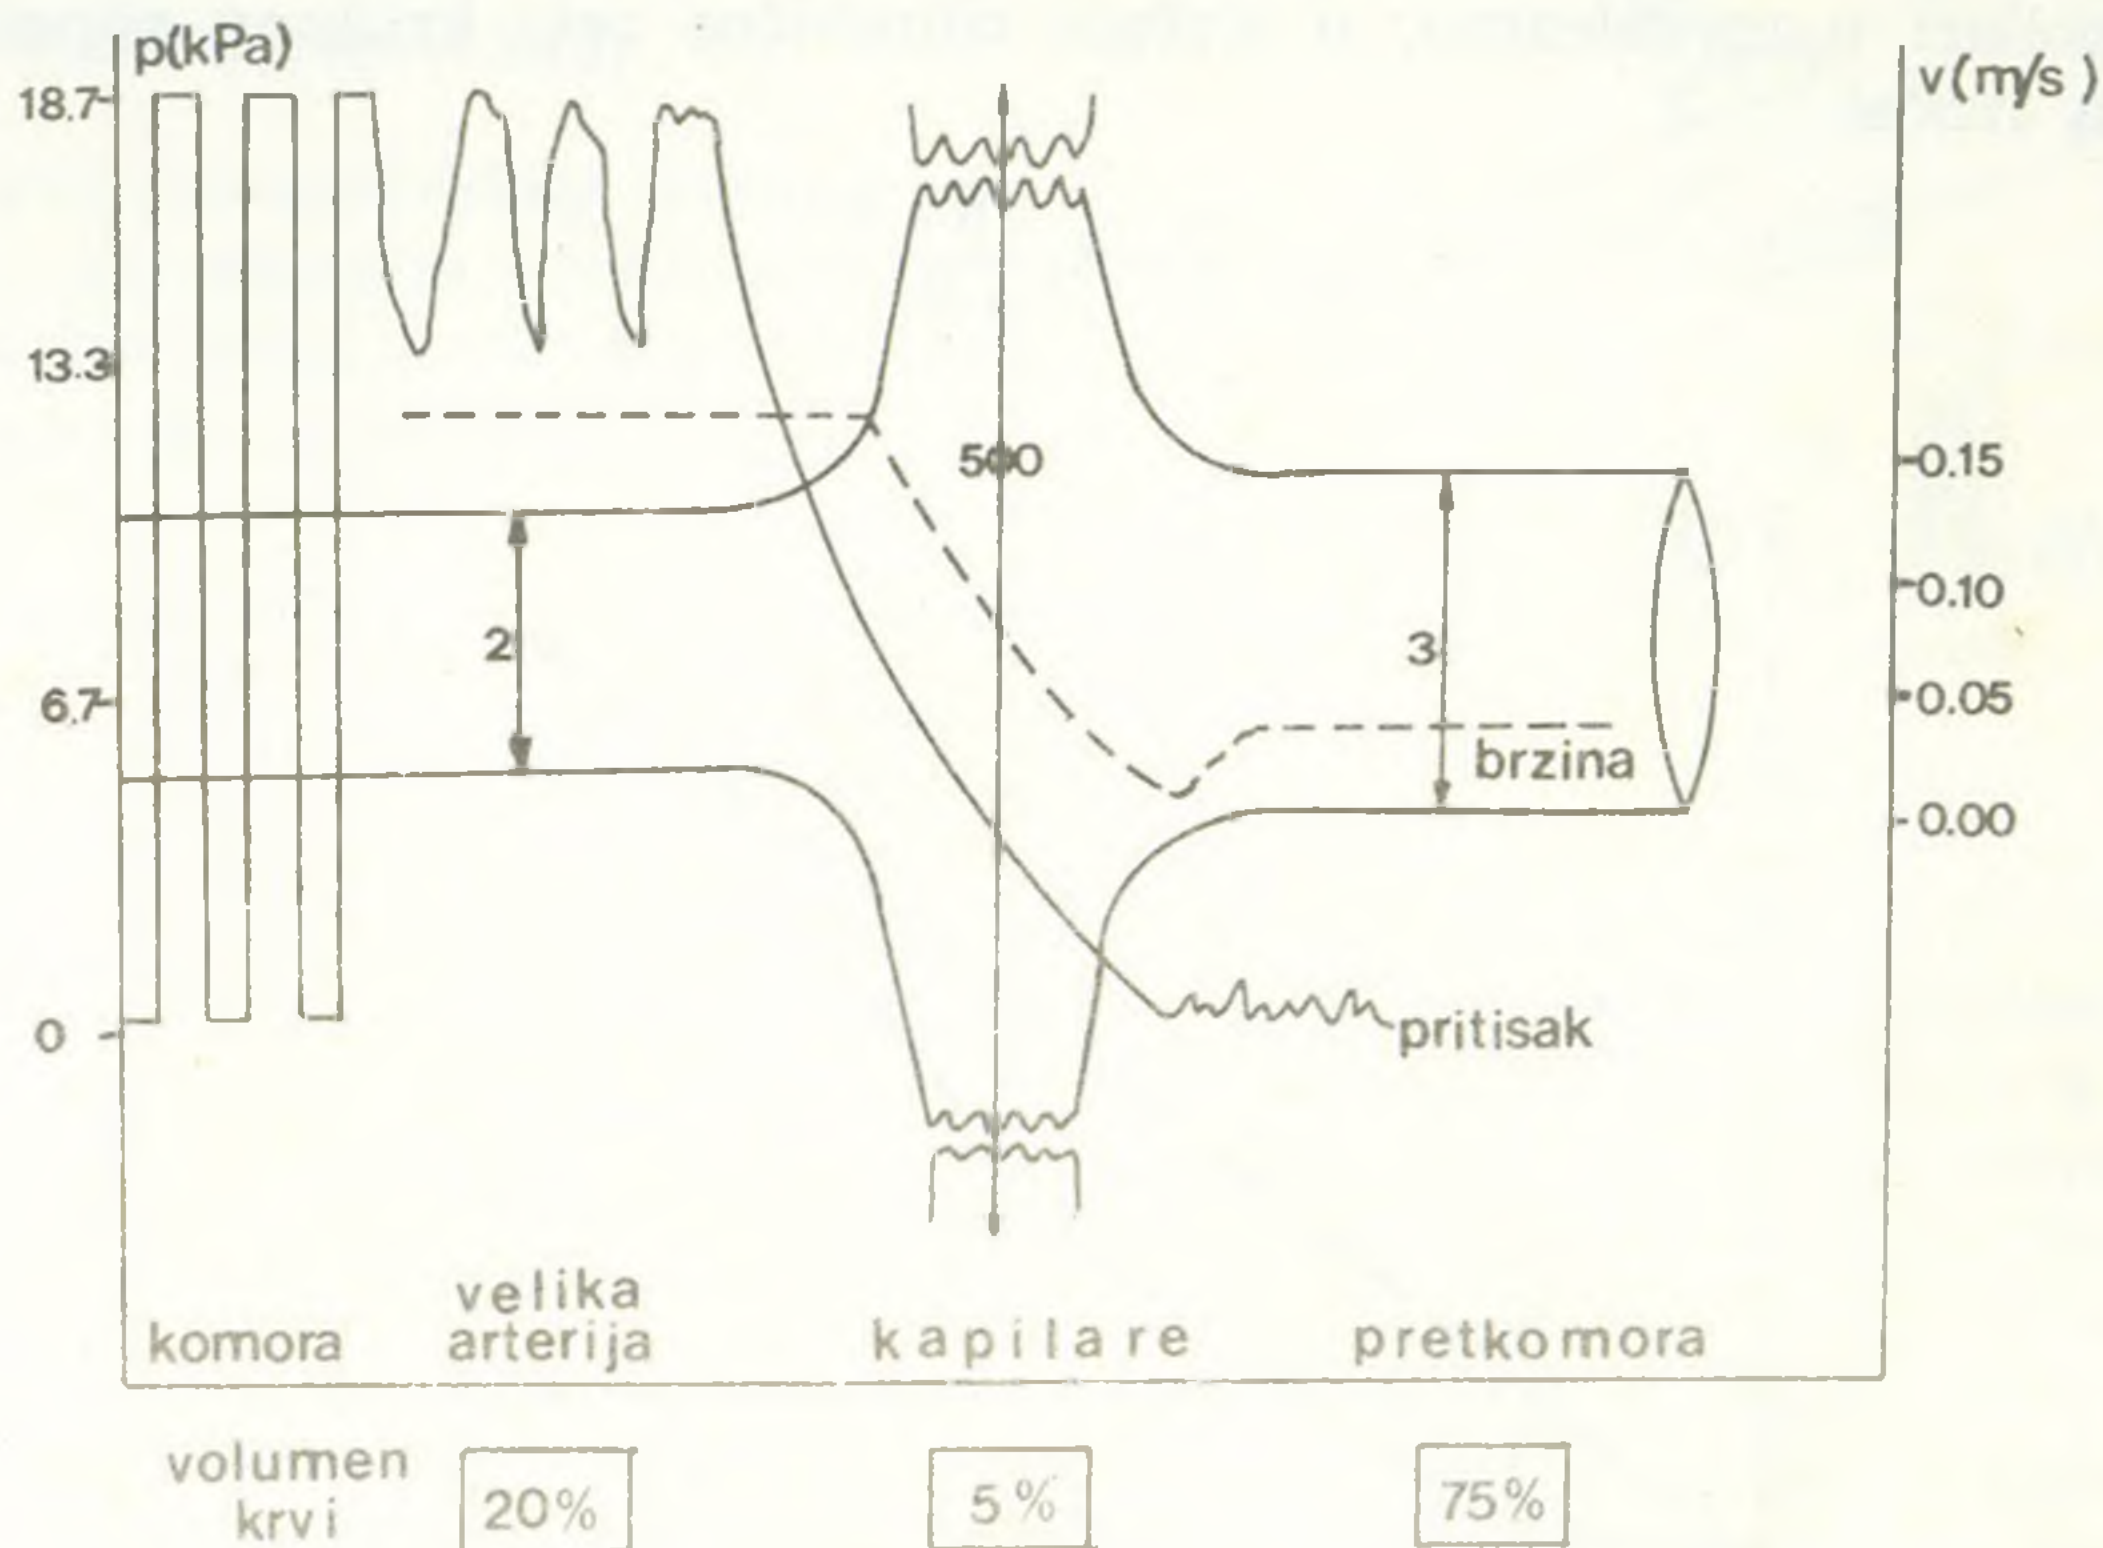 p(kPa)
v(m/s)
18.7
13.3
6.7
0
500
2
3
0.15
0.10
0.05
0.00
brzina
pritisak
komora
velika
arterija
kapilare
pretkomora
volumen
krvi
20%
5%
75%